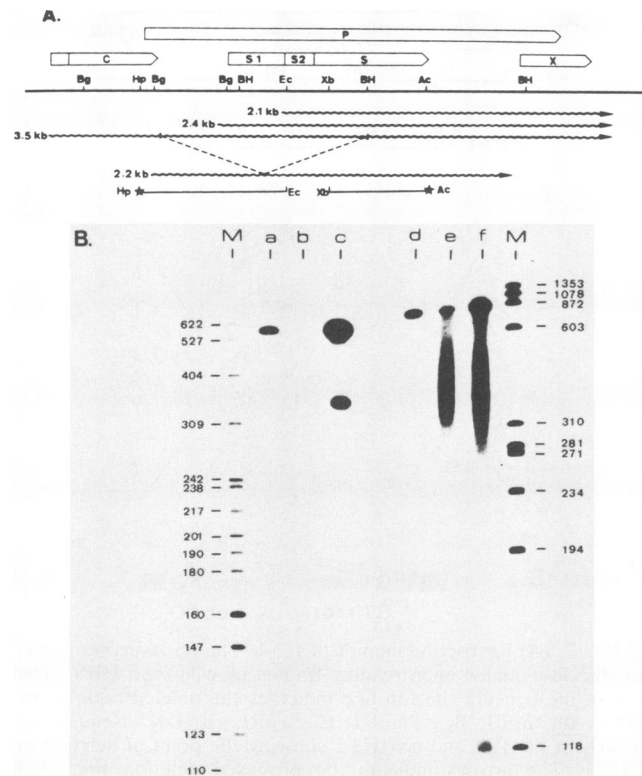 A.
P
C S1 S2 S X
Bg Hp Bg Bg BH Ec Xb BH Ac BH
2.1 kb
2.4 kb
3.5 kb
2.2 kb
Hp Ec Xb Ac
B. M a b c d e f M
622
527
404
309
242
238
217
201
190
180
160
147
123
110
1353
1078
872
603
310
281
271
234
194
118